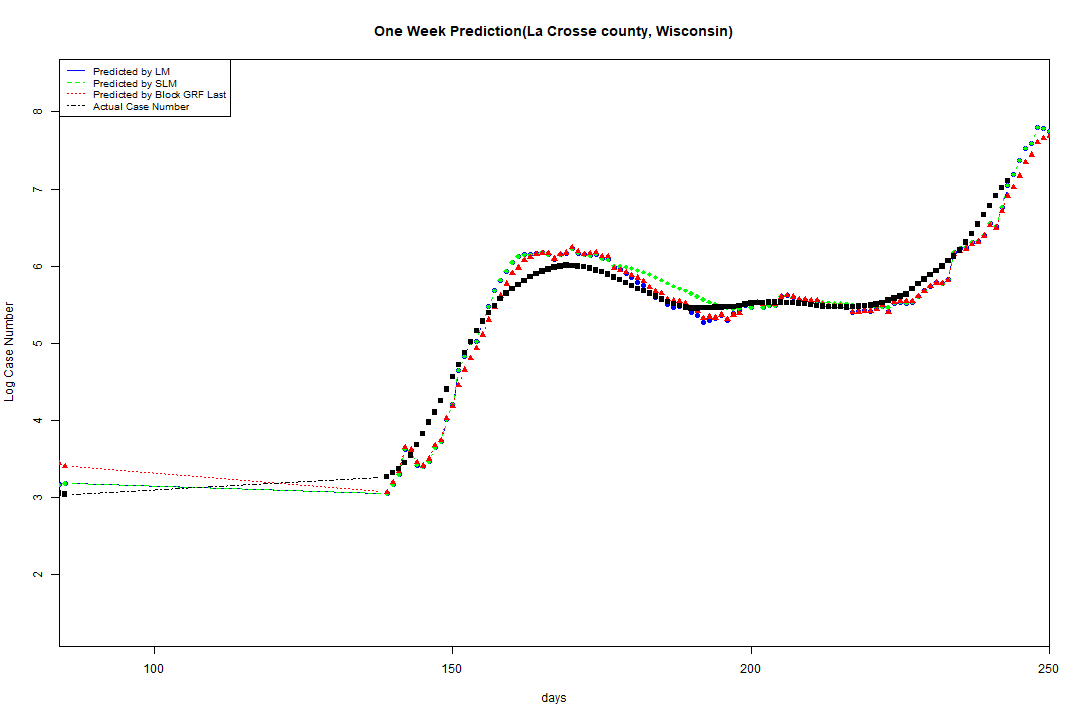 One Week Prediction(La Crosse county, Wisconsin)
Predicted by LM
Predicted by SLM
Predicted by Block GRF Last
Actual Case Number
8
7
6
5
4
3
2
Log Case Number
100 150 200 250
days